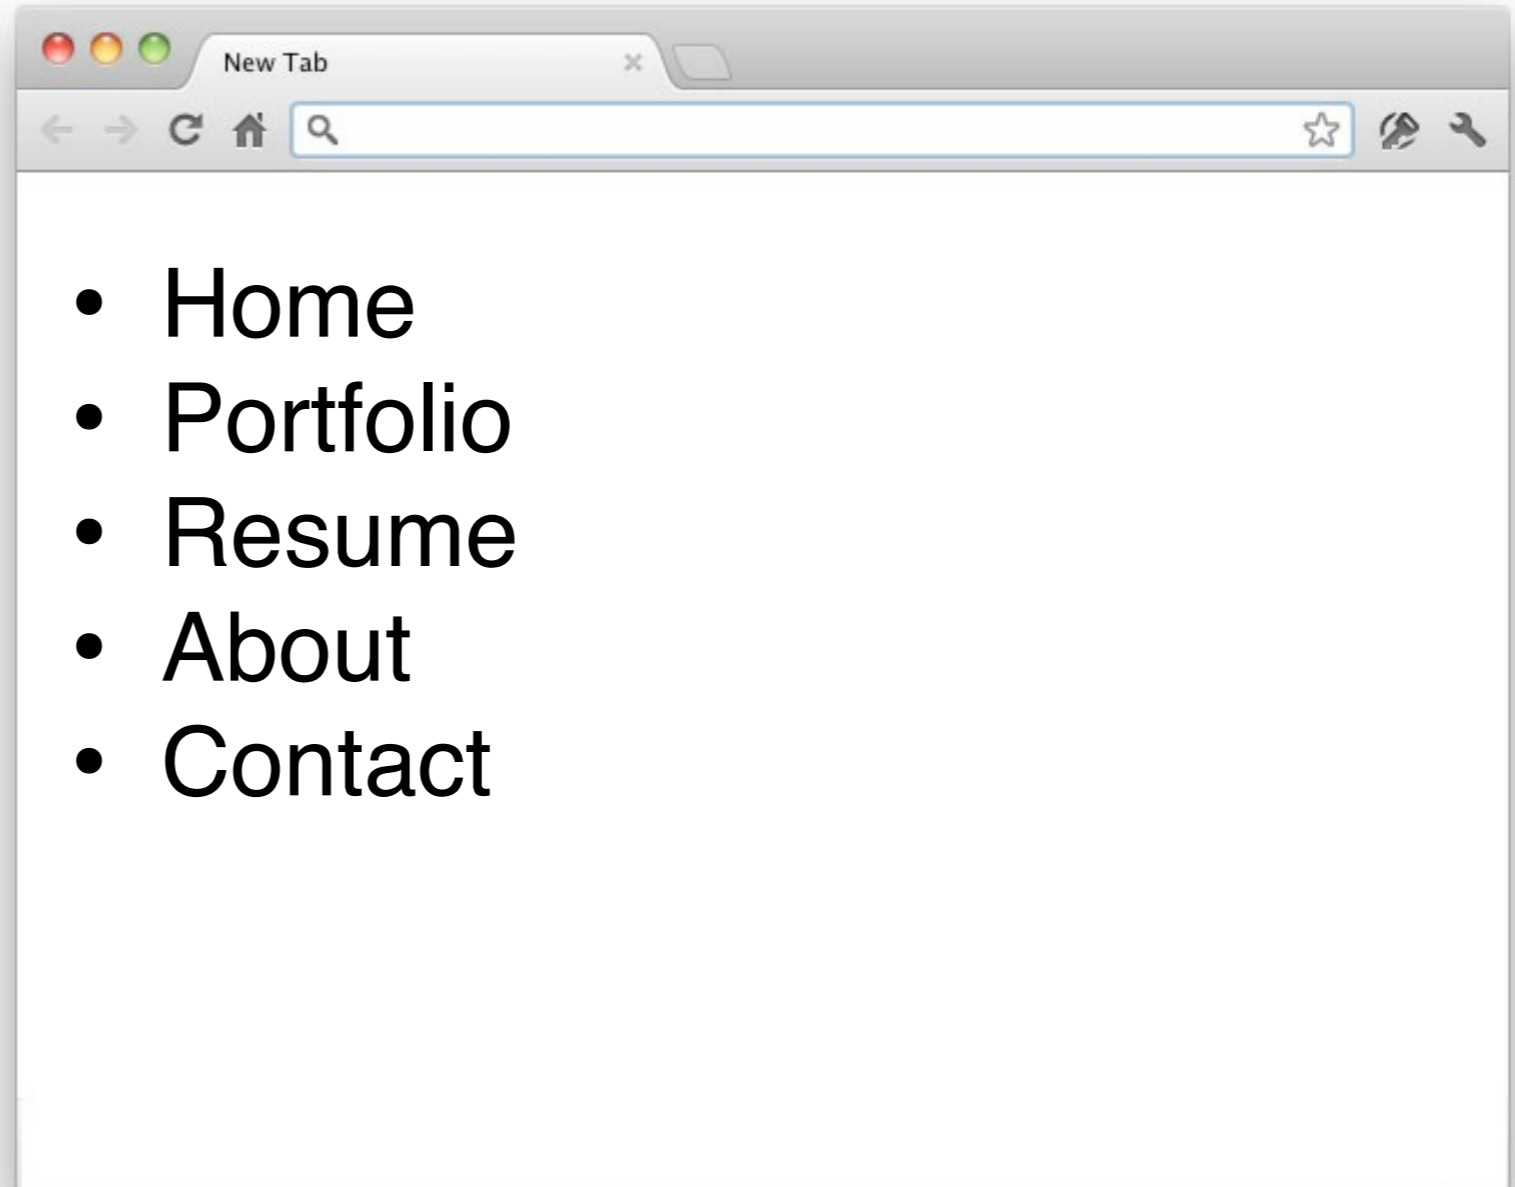 New Tab
• Home
• Portfolio
• Resume
• About
• Contact